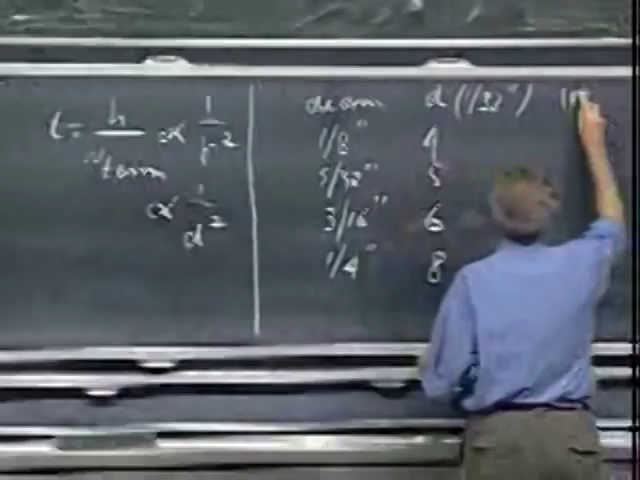 t = h/v_term ∝ 1/r²
∝ 1/d²
diam d (1/32") 100
1/8" 4
5/32" 5
3/16" 6
1/4" 8